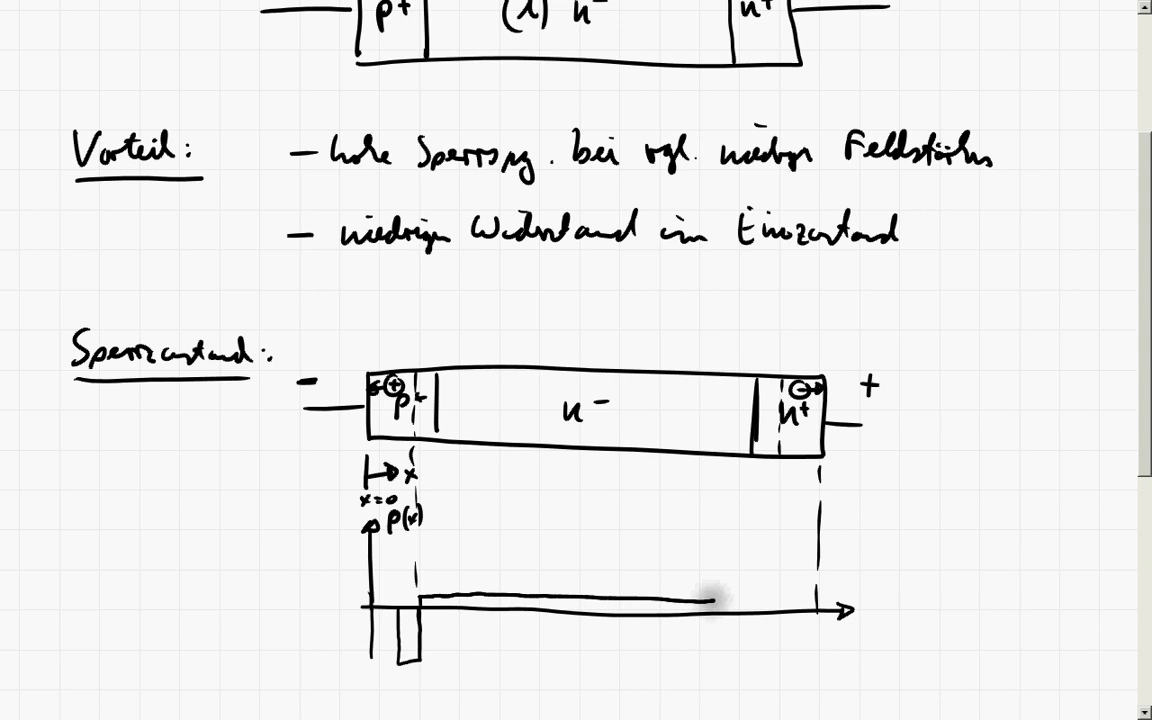 p+ (i) n- n+
Vorteil: - hohe Sperrspg. bei vgl. niedriger Feldstärke
- niedriger Widerstand im Einzustand
Sperrzustand:
- + p+ n- - n+ +
x
x=0
ρ(x)